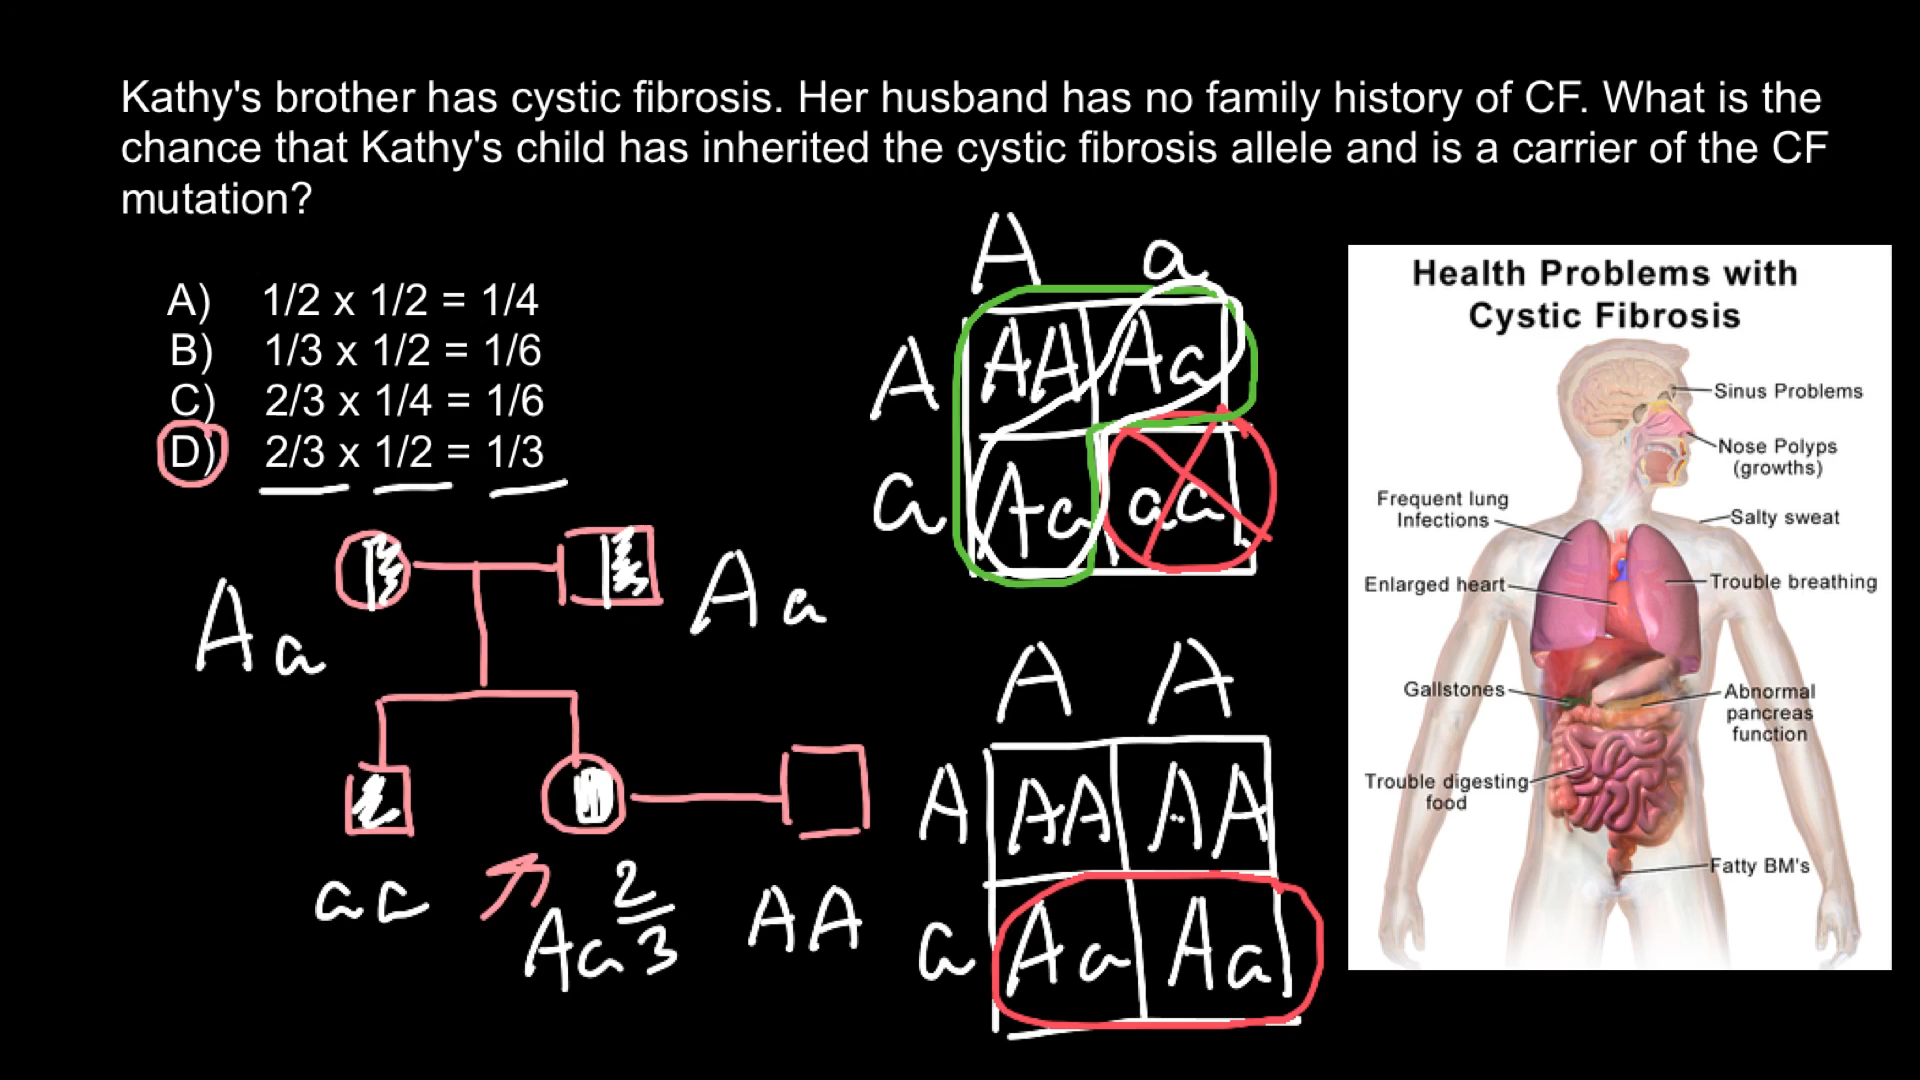 Kathy's brother has cystic fibrosis. Her husband has no family history of CF. What is the
chance that Kathy's child has inherited the cystic fibrosis allele and is a carrier of the CF
mutation?
A) 1/2 x 1/2 = 1/4
B) 1/3 x 1/2 = 1/6
C) 2/3 x 1/4 = 1/6
D) 2/3 x 1/2 = 1/3
Aa
Aa
aa
Aa 2/3
AA
A a
A AA Aa
a Aa aa
A A
A AA AA
a Aa Aa
Health Problems with
Cystic Fibrosis
Sinus Problems
Nose Polyps
(growths)
Frequent lung
Infections
Salty sweat
Enlarged heart
Trouble breathing
Gallstones
Abnormal
pancreas
function
Trouble digesting
food
Fatty BM's